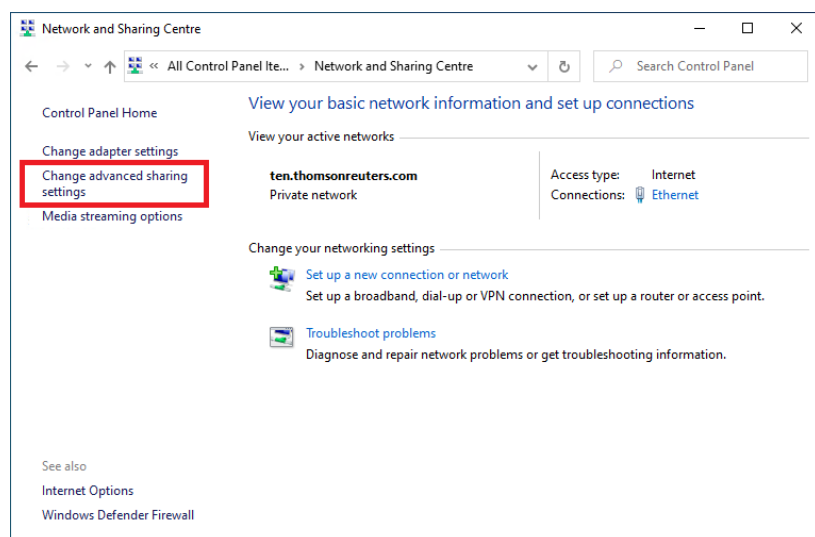 Network and Sharing Centre
« All Control Panel Ite... › Network and Sharing Centre
Search Control Panel
Control Panel Home
Change adapter settings
Change advanced sharing
settings
Media streaming options
View your basic network information and set up connections
View your active networks
ten.thomsonreuters.com
Private network
Access type: Internet
Connections: Ethernet
Change your networking settings
Set up a new connection or network
Set up a broadband, dial-up or VPN connection, or set up a router or access point.
Troubleshoot problems
Diagnose and repair network problems or get troubleshooting information.
See also
Internet Options
Windows Defender Firewall